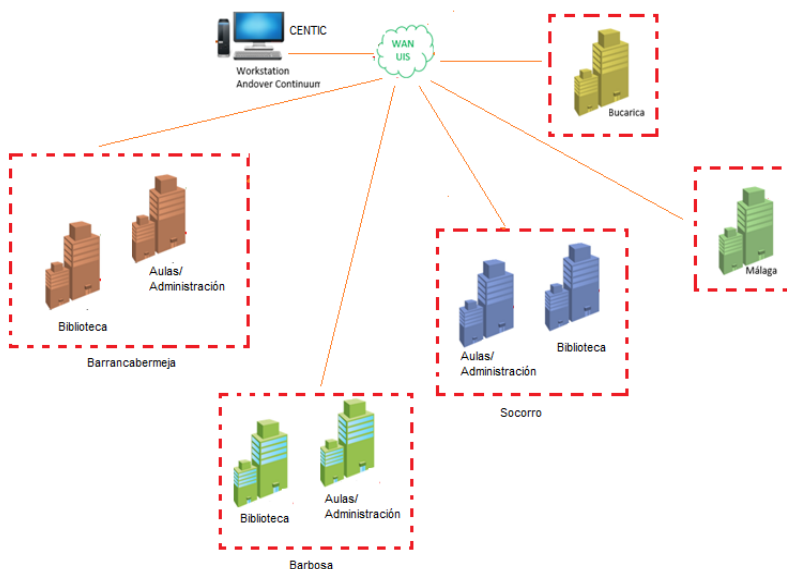 CENTIC
WAN
UIS
Workstation
Andover Continuum
Bucarica
Aulas/
Administración
Biblioteca
Barrancabermeja
Málaga
Aulas/
Administración
Biblioteca
Socorro
Biblioteca
Aulas/
Administración
Barbosa